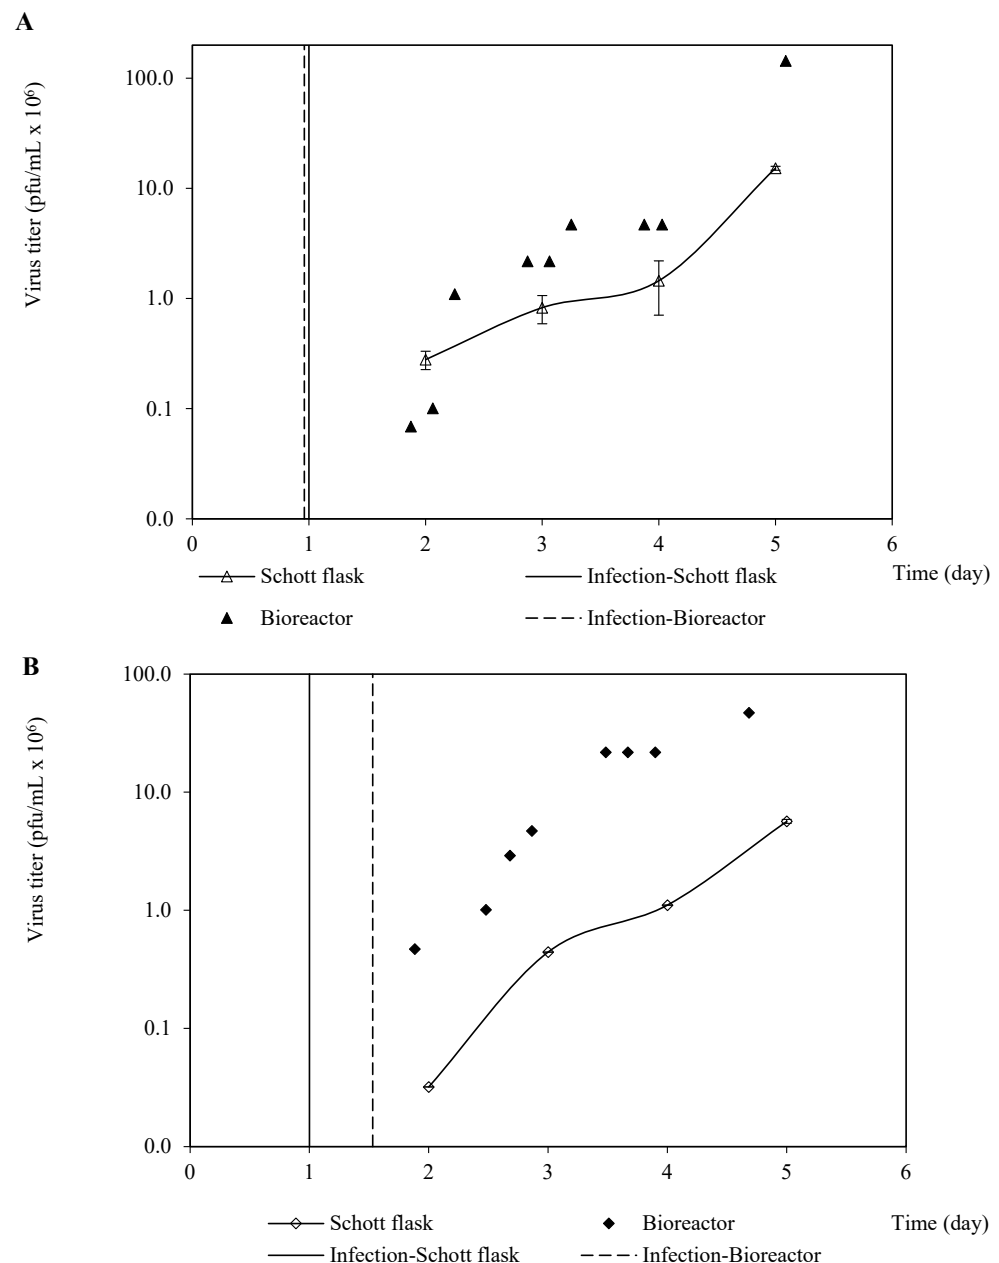 A
Virus titer (pfu/mL x 10⁶)
100.0
10.0
1.0
0.1
0.0
0 1 2 3 4 5 6
Time (day)
Schott flask Infection-Schott flask
Bioreactor Infection-Bioreactor
B
Virus titer (pfu/mL x 10⁶)
100.0
10.0
1.0
0.1
0.0
0 1 2 3 4 5 6
Schott flask Bioreactor Time (day)
Infection-Schott flask Infection-Bioreactor